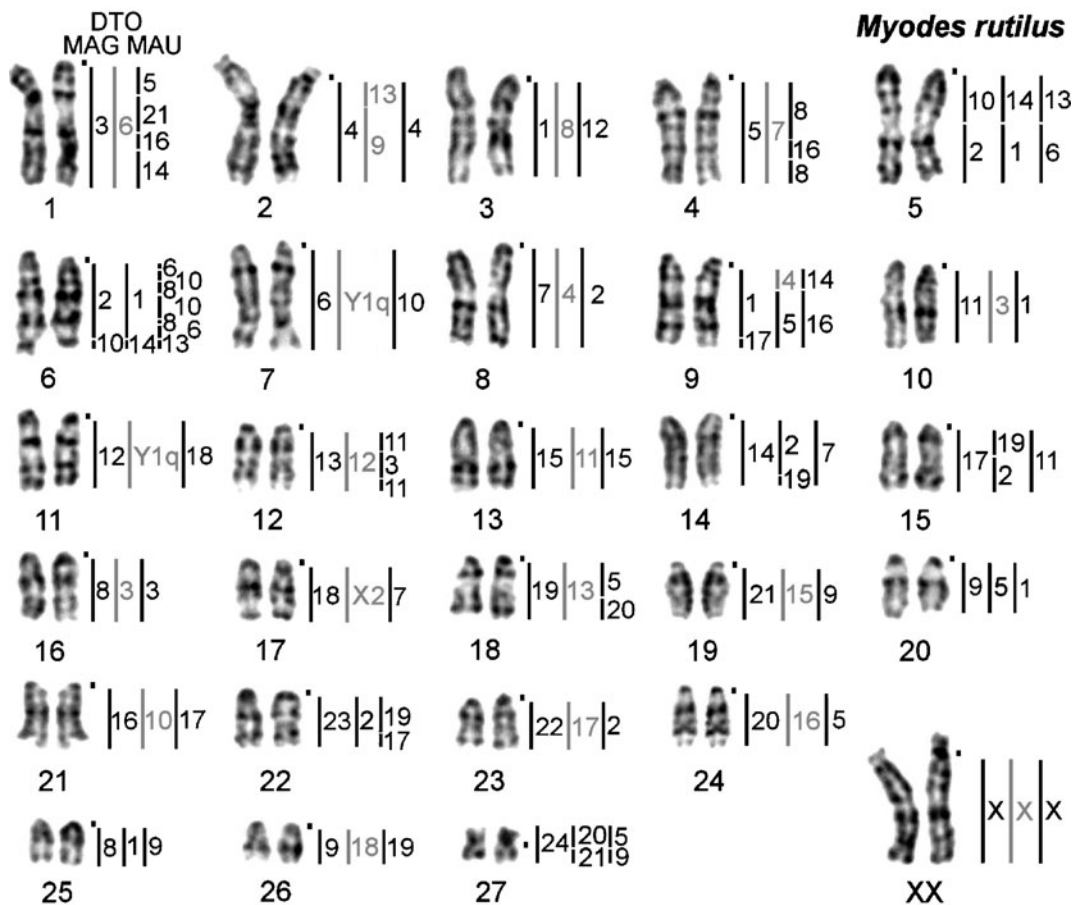 DTO
MAG MAU
Myodes rutilus
3 6 5 21 16 14
1
4 13 9 4
2
1 8 12
3
5 7 8 16 8
4
10 14 13
2 1 6
5
2 1 6 10 8 10 8 6
10 14 13
6
6 Y1q 10
7
7 4 2
8
4 14
1 5 16
17
9
11 3 1
10
12 Y1q 18
11
13 12 11 3 11
12
15 11 15
13
14 2 7
19
14
17 19 11
2
15
8 3 3
16
18 X2 7
17
19 13 5
20
18
21 15 9
19
9 5 1
20
16 10 17
21
23 2 19
17
22
22 17 2
23
20 16 5
24
8 1 9
25
9 18 19
26
24 20 5
21 9
27
X X X
XX